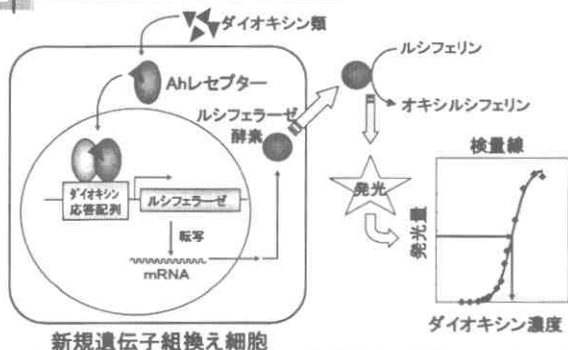 ダイオキシン類
Ahレセプター
ルシフェラーゼ
酵素
ルシフェリン
オキシルシフェリン
ダイオキシン
応答配列
ルシフェラーゼ
転写
mRNA
発光
検量線
発光量
ダイオキシン濃度
新規遺伝子組換え細胞